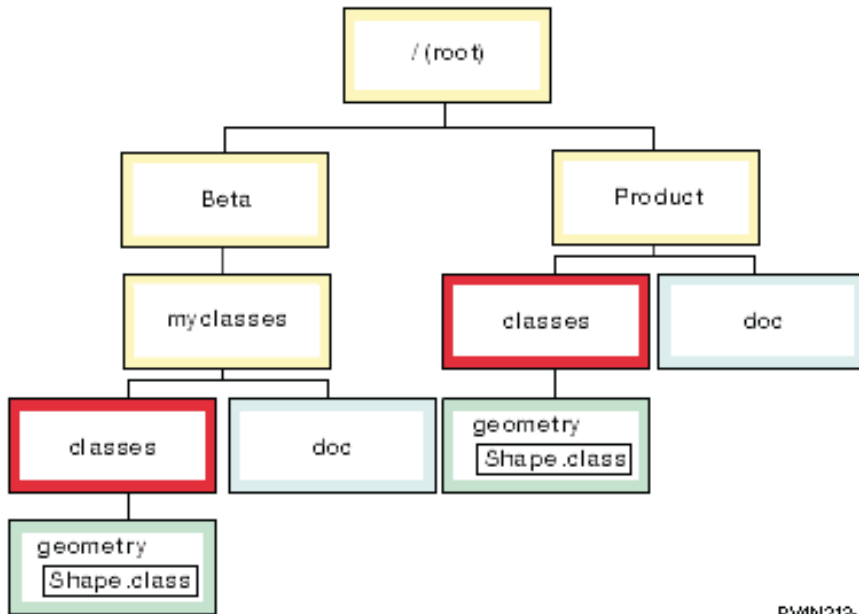 / (root)
Beta
Product
myclasses
classes
doc
classes
doc
geometry
Shape.class
geometry
Shape.class